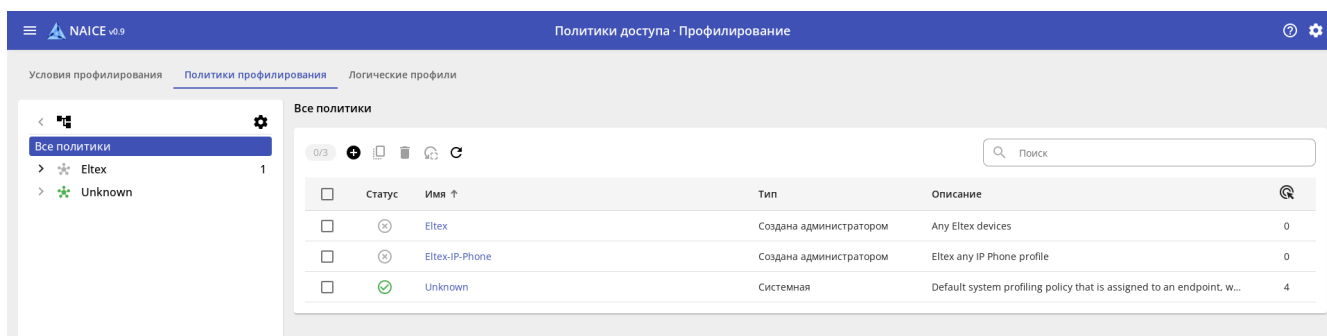 NAICE v0.9
Политики доступа · Профилирование
Условия профилирования Политики профилирования Логические профили
Все политики
Все политики
Eltex 1
Unknown
0/3 Поиск
Статус Имя ↑ Тип Описание
Eltex Создана администратором Any Eltex devices 0
Eltex-IP-Phone Создана администратором Eltex any IP Phone profile 0
Unknown Системная Default system profiling policy that is assigned to an endpoint, w... 4